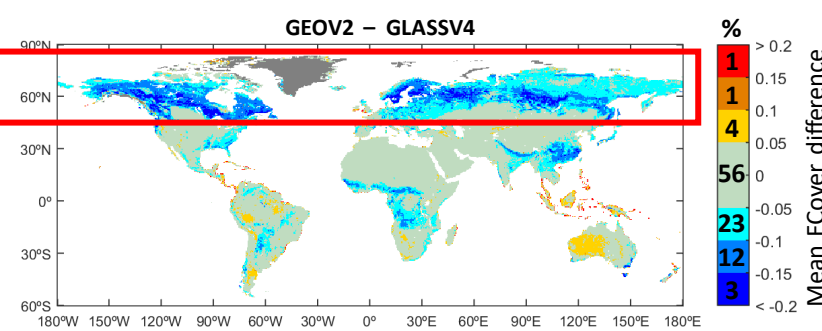 GEOV2 – GLASSV4
%
90ºN
60ºN
30ºN
0º
30ºS
60ºS
180ºW 150ºW 120ºW 90ºW 60ºW 30ºW 0º 30ºE 60ºE 90ºE 120ºE 150ºE 180ºE
1
1
4
56
23
12
3
> 0.2
0.15
0.1
0.05
0
-0.05
-0.1
-0.15
< -0.2
Mean FCover difference